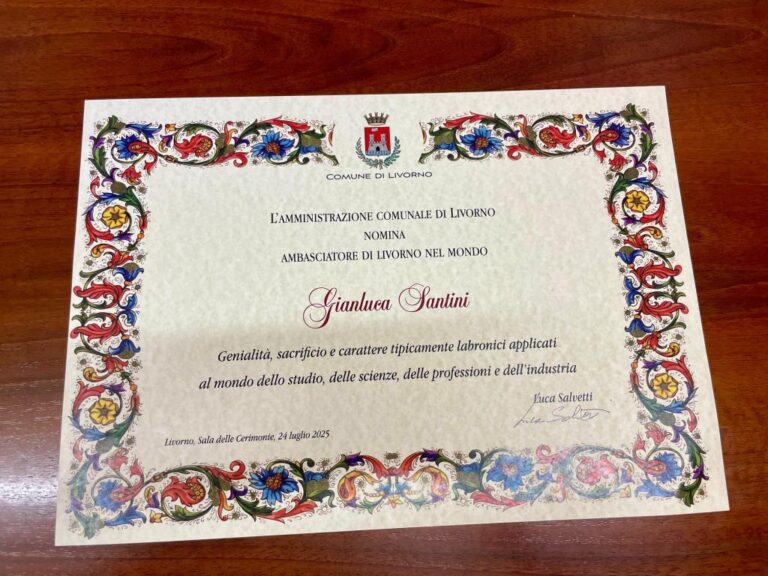 COMUNE DI LIVORNO
L'AMMINISTRAZIONE COMUNALE DI LIVORNO
NOMINA
AMBASCIATORE DI LIVORNO NEL MONDO
Gianluca Santini
Genialità, sacrificio e carattere tipicamente labronici applicati
al mondo dello studio, delle scienze, delle professioni e dell'industria
Luca Salvetti
Livorno, Sala delle Cerimonie, 24 luglio 2025